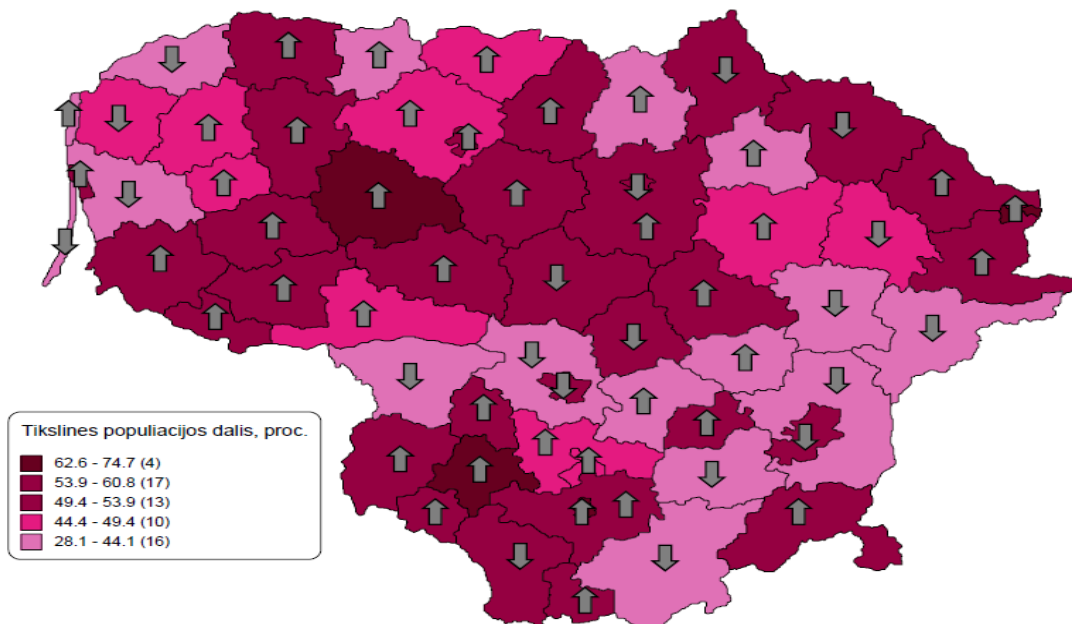 Tikslines populiacijos dalis, proc.
62.6 - 74.7 (4)
53.9 - 60.8 (17)
49.4 - 53.9 (13)
44.4 - 49.4 (10)
28.1 - 44.1 (16)